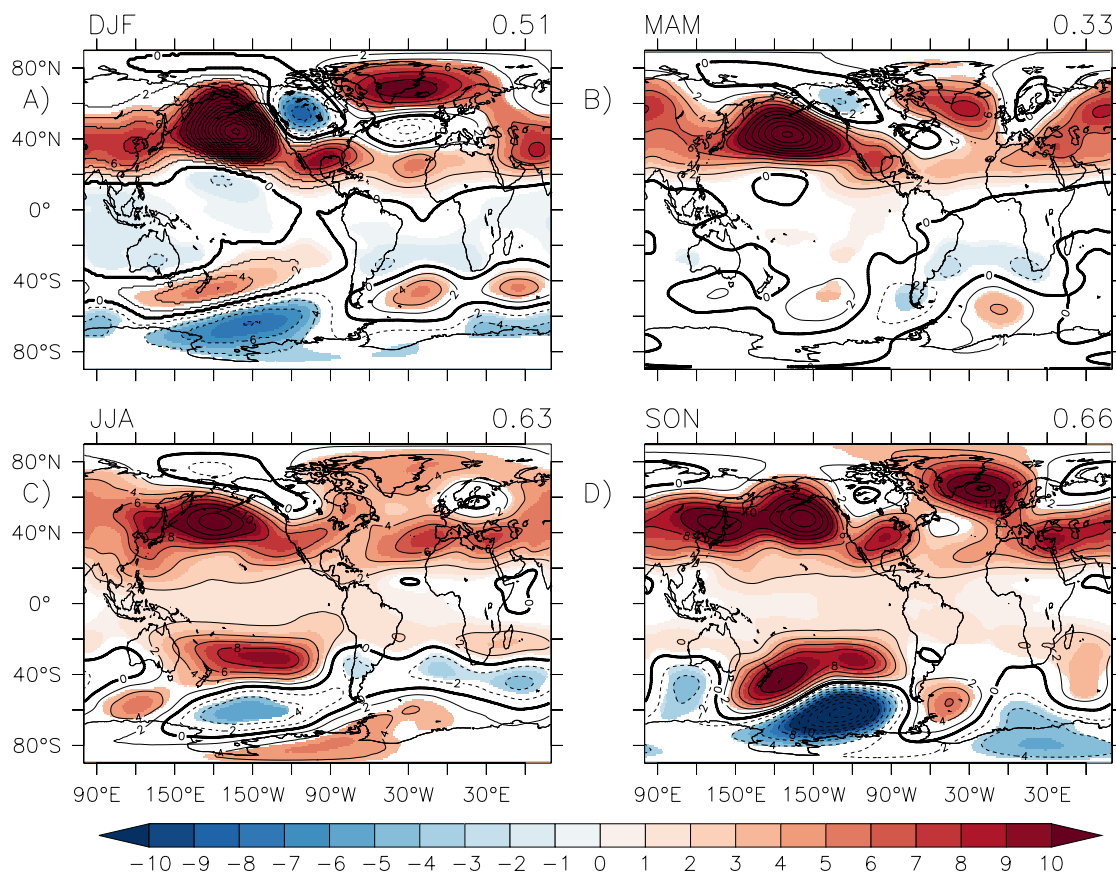 DJF 0.51 MAM 0.33
80°N
A) B)
40°N
0°
40°S
80°S
JJA 0.63 SON 0.66
80°N
C) D)
40°N
0°
40°S
80°S
90°E 150°E 150°W 90°W 30°W 30°E 90°E 150°E 150°W 90°W 30°W 30°E
-10 -9 -8 -7 -6 -5 -4 -3 -2 -1 0 1 2 3 4 5 6 7 8 9 10